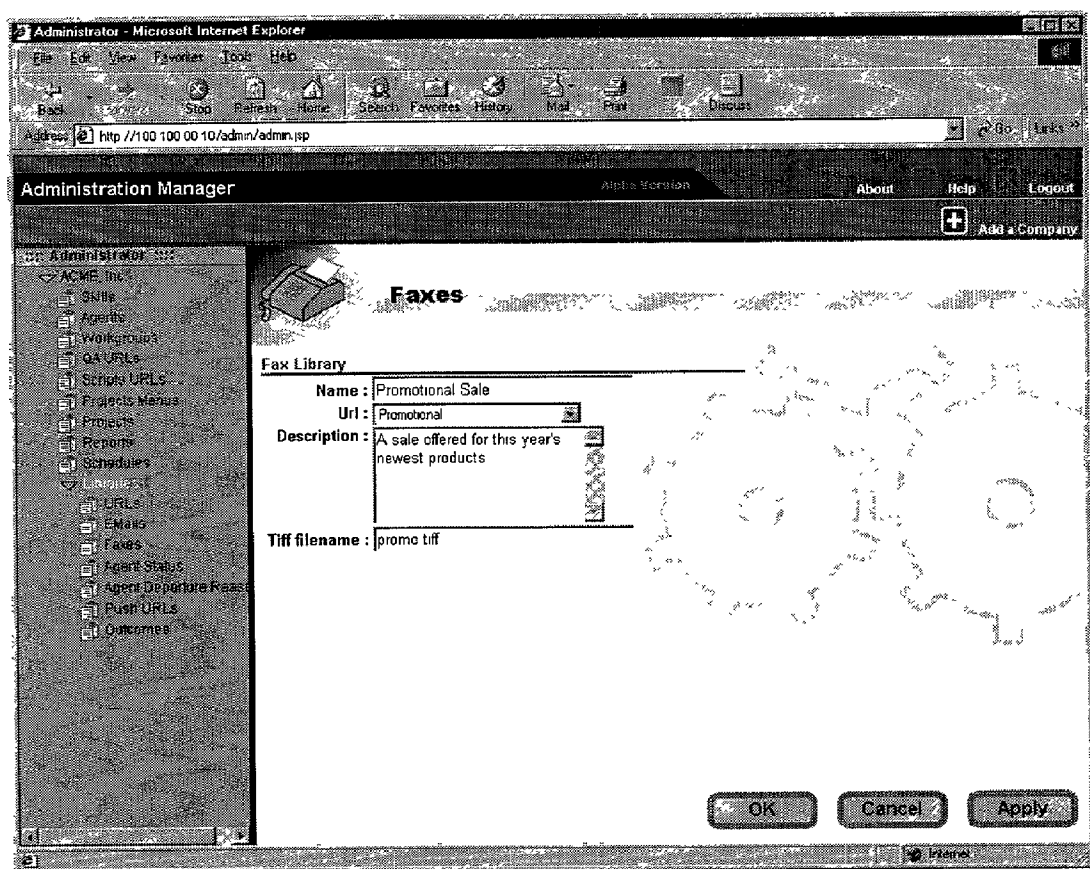 Administrator - Microsoft Internet Explorer
File Edit View Favorites Tools Help
Back Stop Refresh Home Search Favorites History Mail Print Discuss
Address http //100 100 00 10/admin/admin.jsp Go Links
Administration Manager Alpha Version About Help Logout
Add a Company
Administrator
ACME, Inc
Skills
Agents
Workgroups
QA URLs
Scripts URLs
Projects Menus
Projects
Reports
Schedules
Libraries
URLs
EMails
Faxes
Agent Status
Agent Departure Reas
Push URLs
Outcomes
Faxes
Fax Library
Name : Promotional Sale
Url : Promotional
Description : A sale offered for this year's
newest products
Tiff filename : promo tiff
OK Cancel Apply
Internet